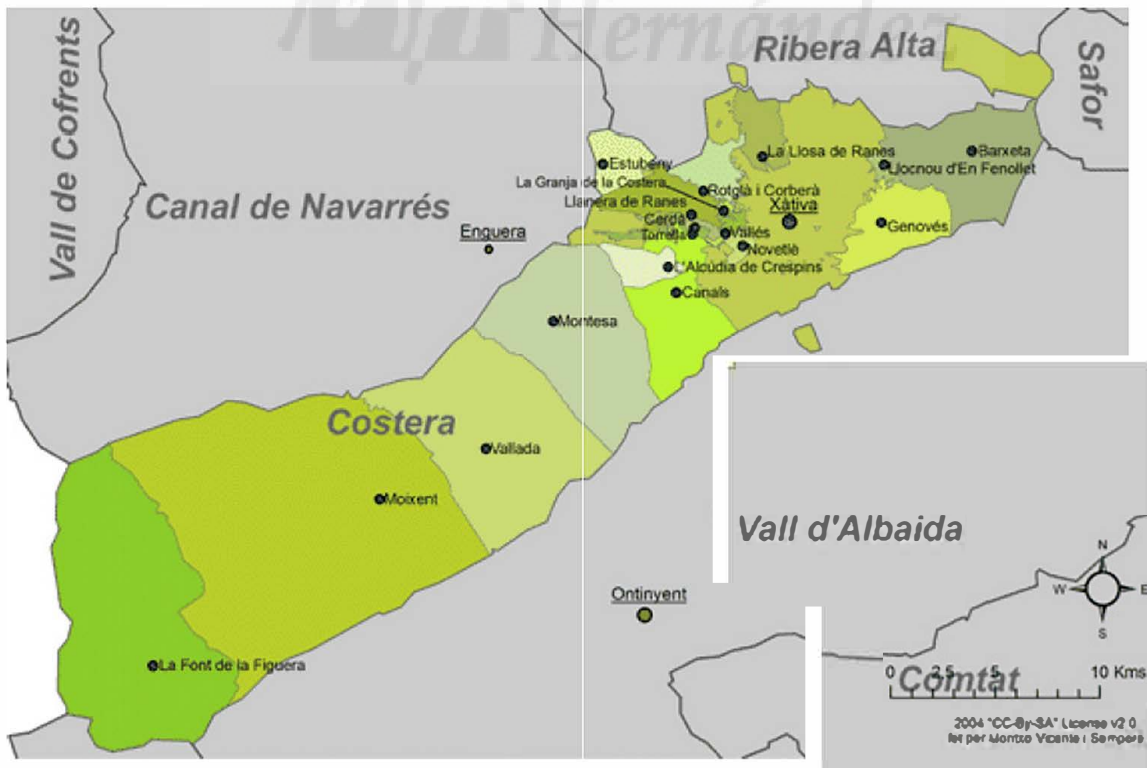 Hernández
Ribera Alta
Safor
Vall de Cofrents
Canal de Navarrés
Enguera
Estubeny
La Llosa de Ranes
Barxeta
Llocnou d'En Fenollet
La Granja de la Costera
Rotglà i Corberà
Llanera de Ranes
Xàtiva
Cerdà
Genovés
Torrella
Vallés
Novetlè
L'Alcúdia de Crespins
Canals
Montesa
Costera
Vallada
Moixent
Vall d'Albaida
Ontinyent
La Font de la Figuera
N
W E
S
0 2,5 5 10 Kms
Comtat
2004 "CC-By-SA" License v2.0
fet per Montxo Vicente i Sempere